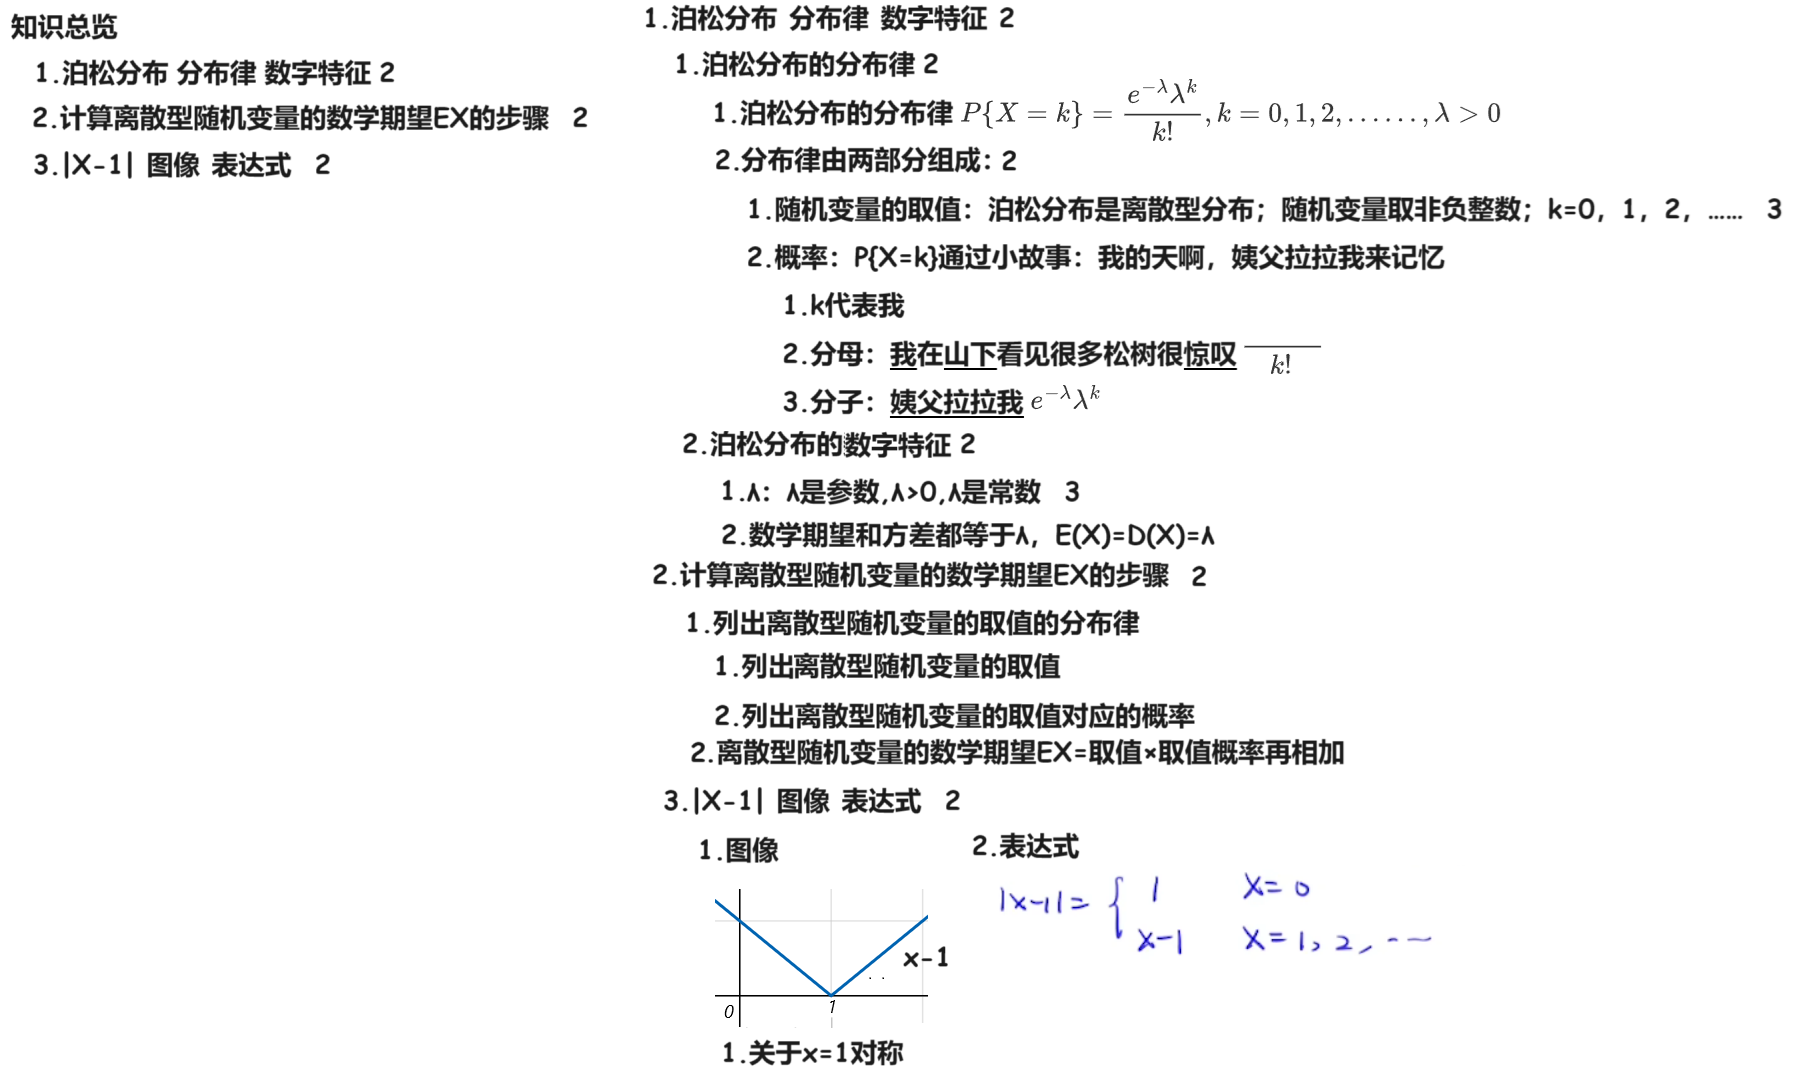 知识总览
1.泊松分布 分布律 数字特征 2
2.计算离散型随机变量的数学期望EX的步骤 2
3.|X-1| 图像 表达式 2
1.泊松分布 分布律 数字特征 2
1.泊松分布的分布律 2
1.泊松分布的分布律 P{X = k} = \frac{e^{-λ}λ^k}{k!}, k = 0, 1, 2, ......, λ > 0
2.分布律由两部分组成：2
1.随机变量的取值：泊松分布是离散型分布；随机变量取非负整数；k=0，1，2，…… 3
2.概率：P{X=k}通过小故事：我的天啊，姨父拉拉我来记忆
1.k代表我
2.分母：我在山下看见很多松树很惊叹 \frac{}{k!}
3.分子：姨父拉拉我 e^{-λ}λ^k
2.泊松分布的数字特征 2
1.λ：λ是参数,λ>0,λ是常数 3
2.数学期望和方差都等于λ，E(X)=D(X)=λ
2.计算离散型随机变量的数学期望EX的步骤 2
1.列出离散型随机变量的取值的分布律
1.列出离散型随机变量的取值
2.列出离散型随机变量的取值对应的概率
2.离散型随机变量的数学期望EX=取值×取值概率再相加
3.|X-1| 图像 表达式 2
1.图像
x-1
0
1
1.关于x=1对称
2.表达式
|x-1|= { 1 X=0
x-1 X=1, 2, ...